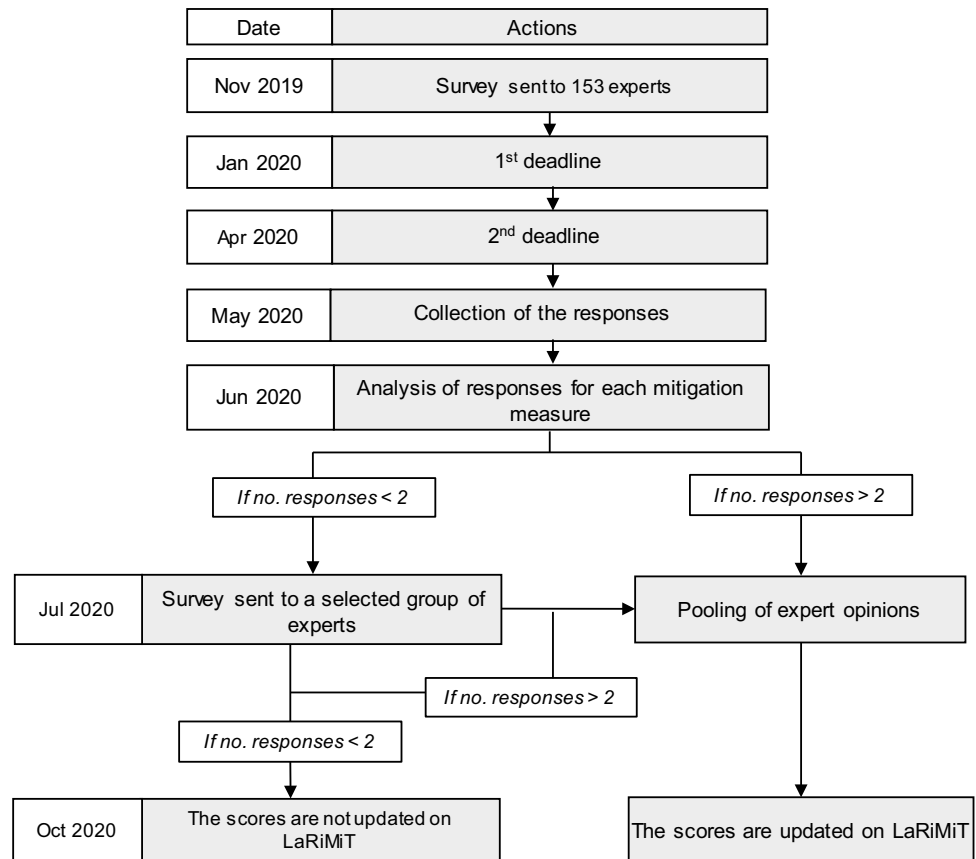 Date
Actions
Nov 2019
Survey sent to 153 experts
Jan 2020
1st deadline
Apr 2020
2nd deadline
May 2020
Collection of the responses
Jun 2020
Analysis of responses for each mitigation
measure
If no. responses < 2
If no. responses > 2
Jul 2020
Survey sent to a selected group of
experts
Pooling of expert opinions
If no. responses > 2
If no. responses < 2
Oct 2020
The scores are not updated on
LaRiMiT
The scores are updated on LaRiMiT